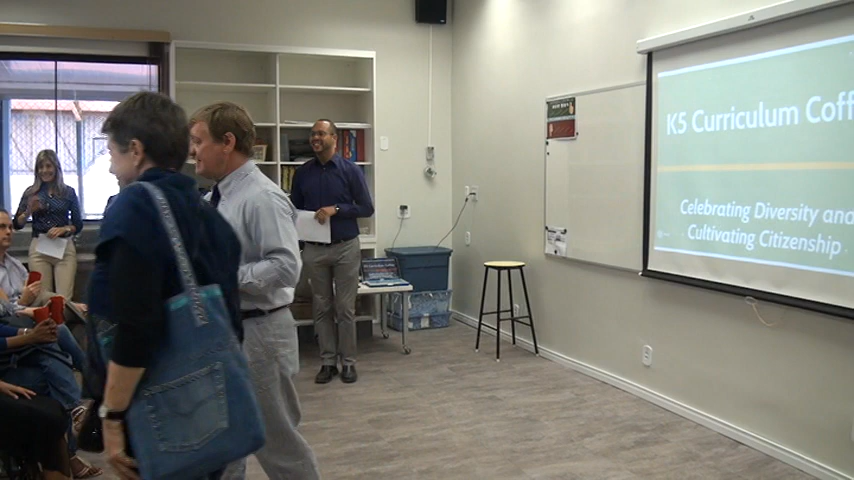 K5 Curriculum Coff
Celebrating Diversity and
Cultivating Citizenship